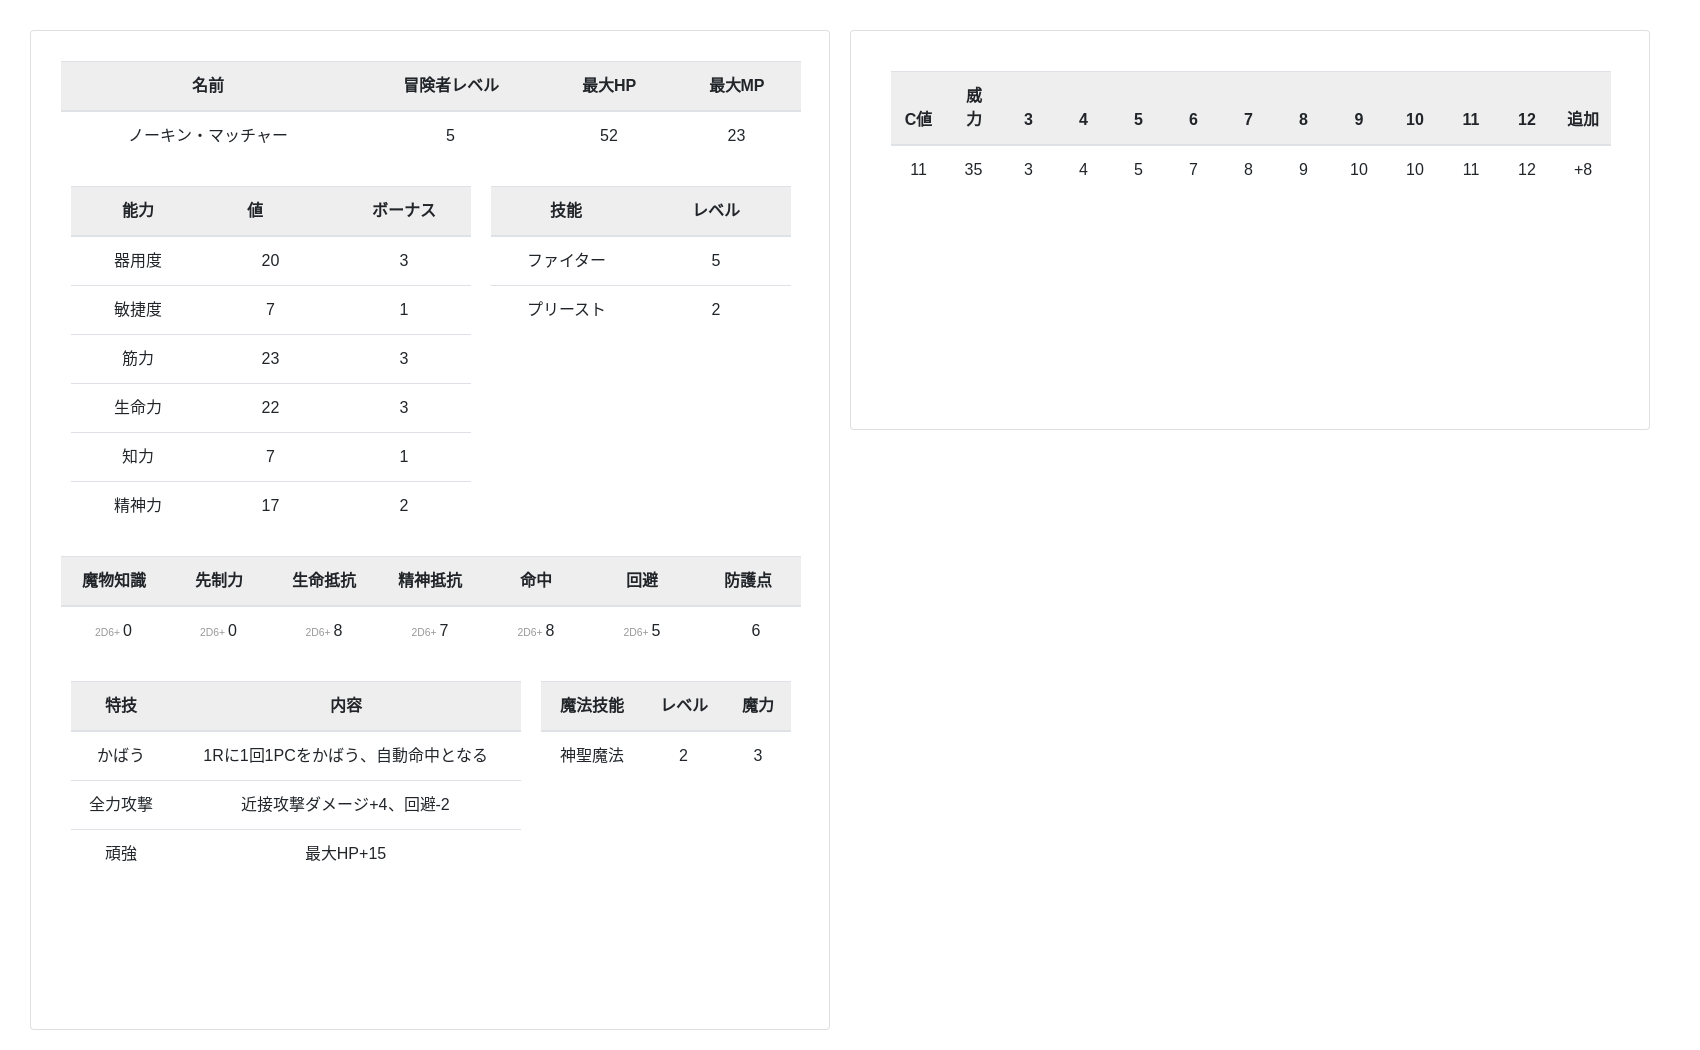 名前 冒険者レベル 最大HP 最大MP
ノーキン・マッチャー 5 52 23
能力 値 ボーナス
器用度 20 3
敏捷度 7 1
筋力 23 3
生命力 22 3
知力 7 1
精神力 17 2
技能 レベル
ファイター 5
プリースト 2
魔物知識 先制力 生命抵抗 精神抵抗 命中 回避 防護点
2D6+ 0 2D6+ 0 2D6+ 8 2D6+ 7 2D6+ 8 2D6+ 5 6
特技 内容
かばう 1Rに1回1PCをかばう、自動命中となる
全力攻撃 近接攻撃ダメージ+4、回避-2
頑強 最大HP+15
魔法技能 レベル 魔力
神聖魔法 2 3
C値 威力 3 4 5 6 7 8 9 10 11 12 追加
11 35 3 4 5 7 8 9 10 10 11 12 +8